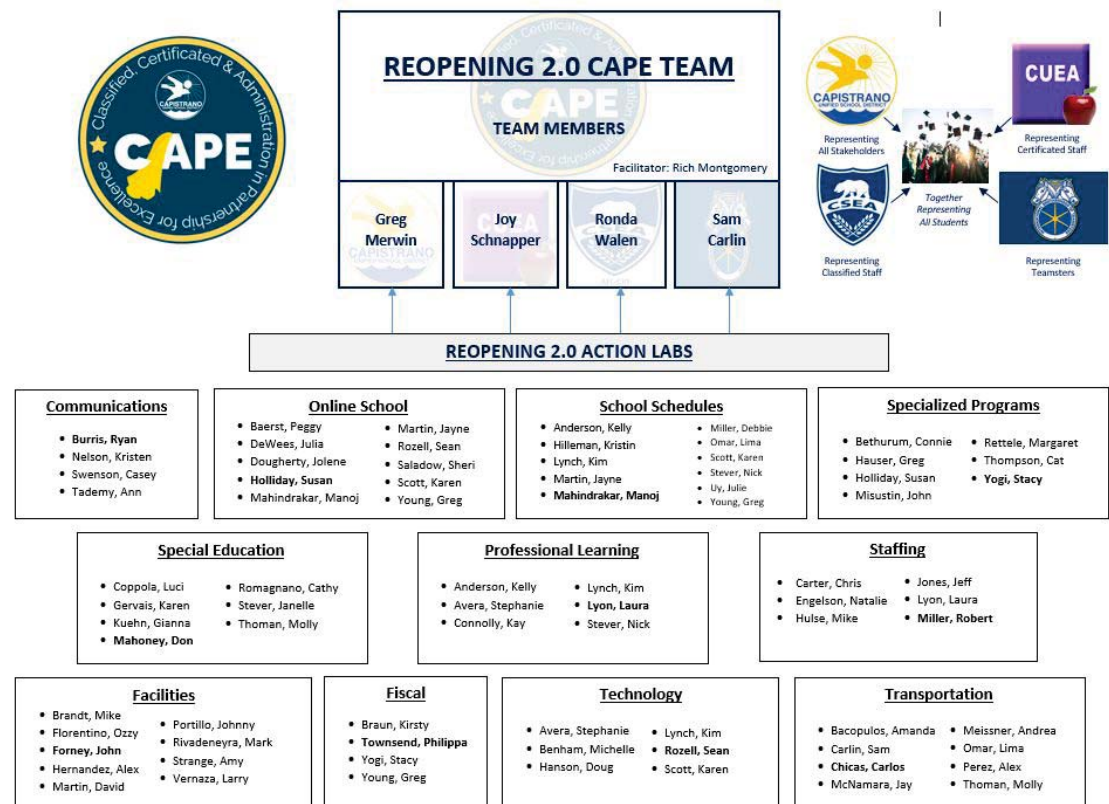 Classified, Certificated & Administration in Partnership for Excellence
CAPISTRANO
CAPE
REOPENING 2.0 CAPE TEAM
TEAM MEMBERS
Facilitator: Rich Montgomery
Greg
Merwin
Joy
Schnapper
Ronda
Walen
Sam
Carlin
CAPISTRANO
UNIFIED SCHOOL DISTRICT
Representing
All Stakeholders
CUEA
Representing
Certificated Staff
CSEA
Representing
Classified Staff
Together
Representing
All Students
Representing
Teamsters
REOPENING 2.0 ACTION LABS
Communications
• Burris, Ryan
• Nelson, Kristen
• Swenson, Casey
• Tademy, Ann
Online School
• Baerst, Peggy
• DeWees, Julia
• Dougherty, Jolene
• Holliday, Susan
• Mahindrakar, Manoj
• Martin, Jayne
• Rozell, Sean
• Saladow, Sheri
• Scott, Karen
• Young, Greg
School Schedules
• Anderson, Kelly
• Hilleman, Kristin
• Lynch, Kim
• Martin, Jayne
• Mahindrakar, Manoj
• Miller, Debbie
• Omar, Lima
• Scott, Karen
• Stever, Nick
• Uy, Julie
• Young, Greg
Specialized Programs
• Bethurum, Connie
• Hauser, Greg
• Holliday, Susan
• Misustin, John
• Rettele, Margaret
• Thompson, Cat
• Yogi, Stacy
Special Education
• Coppola, Luci
• Gervais, Karen
• Kuehn, Gianna
• Mahoney, Don
• Romagnano, Cathy
• Stever, Janelle
• Thoman, Molly
Professional Learning
• Anderson, Kelly
• Avera, Stephanie
• Connolly, Kay
• Lynch, Kim
• Lyon, Laura
• Stever, Nick
Staffing
• Carter, Chris
• Engelson, Natalie
• Hulse, Mike
• Jones, Jeff
• Lyon, Laura
• Miller, Robert
Facilities
• Brandt, Mike
• Florentino, Ozzy
• Forney, John
• Hernandez, Alex
• Martin, David
• Portillo, Johnny
• Rivadeneyra, Mark
• Strange, Amy
• Vernaza, Larry
Fiscal
• Braun, Kirsty
• Townsend, Philippa
• Yogi, Stacy
• Young, Greg
Technology
• Avera, Stephanie
• Benham, Michelle
• Hanson, Doug
• Lynch, Kim
• Rozell, Sean
• Scott, Karen
Transportation
• Bacopulos, Amanda
• Carlin, Sam
• Chicas, Carlos
• McNamara, Jay
• Meissner, Andrea
• Omar, Lima
• Perez, Alex
• Thoman, Molly